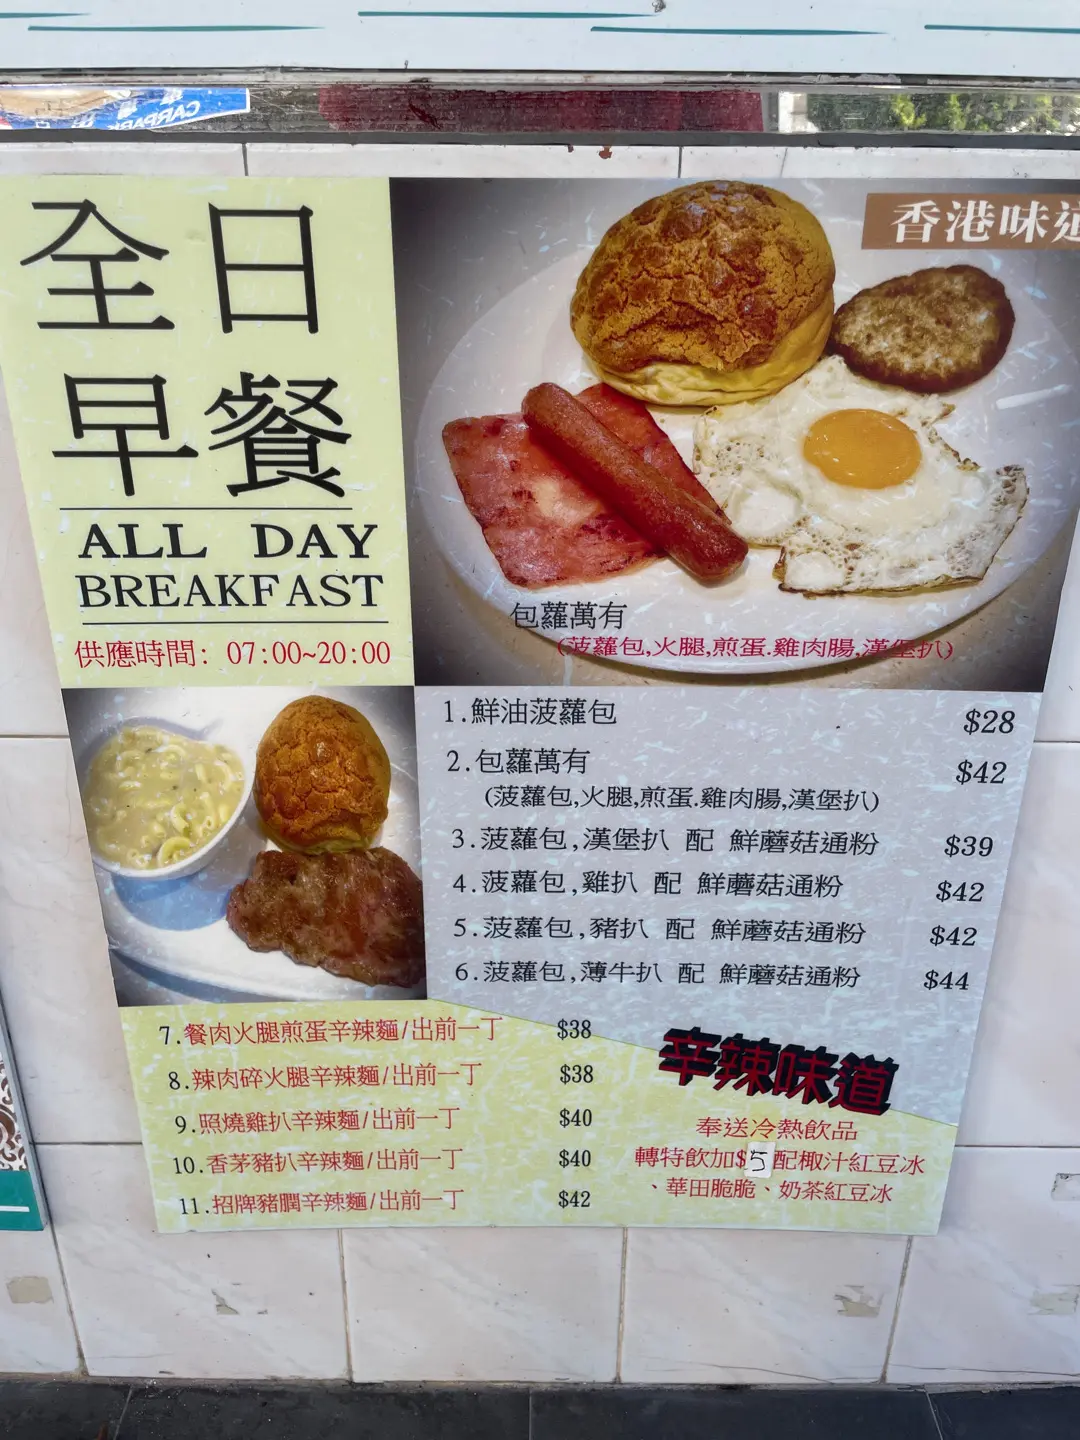 CARPARK
香港味道
全日
早餐
ALL DAY
BREAKFAST
供應時間: 07:00~20:00
包蘿萬有
(菠蘿包,火腿,煎蛋.雞肉腸,漢堡扒)
1.鮮油菠蘿包 $28
2.包蘿萬有 $42
(菠蘿包,火腿,煎蛋.雞肉腸,漢堡扒)
3.菠蘿包,漢堡扒 配 鮮蘑菇通粉 $39
4.菠蘿包,雞扒 配 鮮蘑菇通粉 $42
5.菠蘿包,豬扒 配 鮮蘑菇通粉 $42
6.菠蘿包,薄牛扒 配 鮮蘑菇通粉 $44
7.餐肉火腿煎蛋辛辣麵/出前一丁 $38
8.辣肉碎火腿辛辣麵/出前一丁 $38
9.照燒雞扒辛辣麵/出前一丁 $40
10.香茅豬扒辛辣麵/出前一丁 $40
11.招牌豬膶辛辣麵/出前一丁 $42
辛辣味道
奉送冷熱飲品
轉特飲加$5配椰汁紅豆冰
、華田脆脆、奶茶紅豆冰